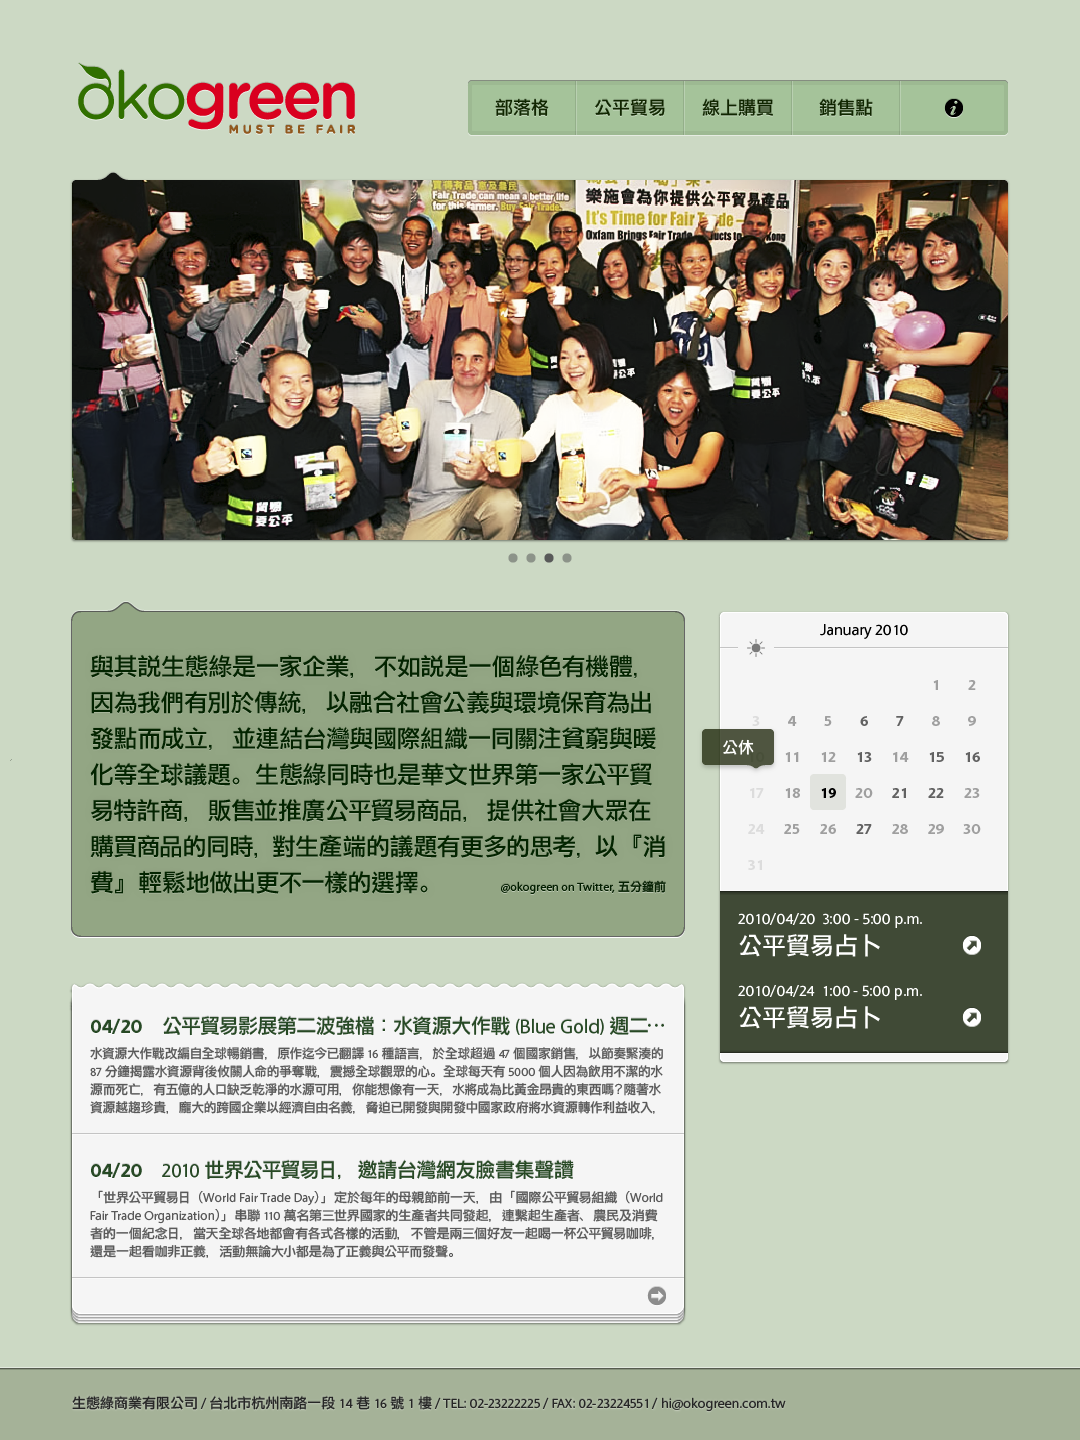 ökogreen
MUST BE FAIR
部落格 公平貿易 線上購買 銷售點
買得有品 意及農民
Fair Trade can mean a better life
for this farmer. Buy Fair Trade.
樂施會為你提供公平貿易產品
It's Time for Fair Trade
Oxfam Brings Fair Trade
與其説生態綠是一家企業，不如説是一個綠色有機體，
因為我們有別於傳統，以融合社會公義與環境保育為出
發點而成立，並連結台灣與國際組織一同關注貧窮與暖
化等全球議題。生態綠同時也是華文世界第一家公平貿
易特許商，販售並推廣公平貿易商品，提供社會大眾在
購買商品的同時，對生產端的議題有更多的思考，以『消
費』輕鬆地做出更不一樣的選擇。
@okogreen on Twitter, 五分鐘前
January 2010
1 2
3 4 5 6 7 8 9
公休
11 12 13 14 15 16
17 18 19 20 21 22 23
24 25 26 27 28 29 30
31
2010/04/20 3:00 - 5:00 p.m.
公平貿易占卜
2010/04/24 1:00 - 5:00 p.m.
公平貿易占卜
04/20 公平貿易影展第二波強檔：水資源大作戰 (Blue Gold) 週二…
水資源大作戰改編自全球暢銷書，原作迄今已翻譯 16 種語言，於全球超過 47 個國家銷售，以節奏緊湊的
87 分鐘揭露水資源背後攸關人命的爭奪戰，震撼全球觀眾的心。全球每天有 5000 個人因為飲用不潔的水
源而死亡，有五億的人口缺乏乾淨的水源可用，你能想像有一天，水將成為比黃金昂貴的東西嗎？隨著水
資源越趨珍貴，龐大的跨國企業以經濟自由名義，脅迫已開發與開發中國家政府將水資源轉作利益收入，
04/20 2010 世界公平貿易日，邀請台灣網友臉書集聲讚
「世界公平貿易日（World Fair Trade Day）」定於每年的母親節前一天，由「國際公平貿易組織（World
Fair Trade Organization）」串聯 110 萬名第三世界國家的生產者共同發起，連繫起生產者、農民及消費
者的一個紀念日，當天全球各地都會有各式各樣的活動，不管是兩三個好友一起喝一杯公平貿易咖啡，
還是一起看咖非正義，活動無論大小都是為了正義與公平而發聲。
生態綠商業有限公司 / 台北市杭州南路一段 14 巷 16 號 1 樓 / TEL: 02-23222225 / FAX: 02-23224551 / hi@okogreen.com.tw